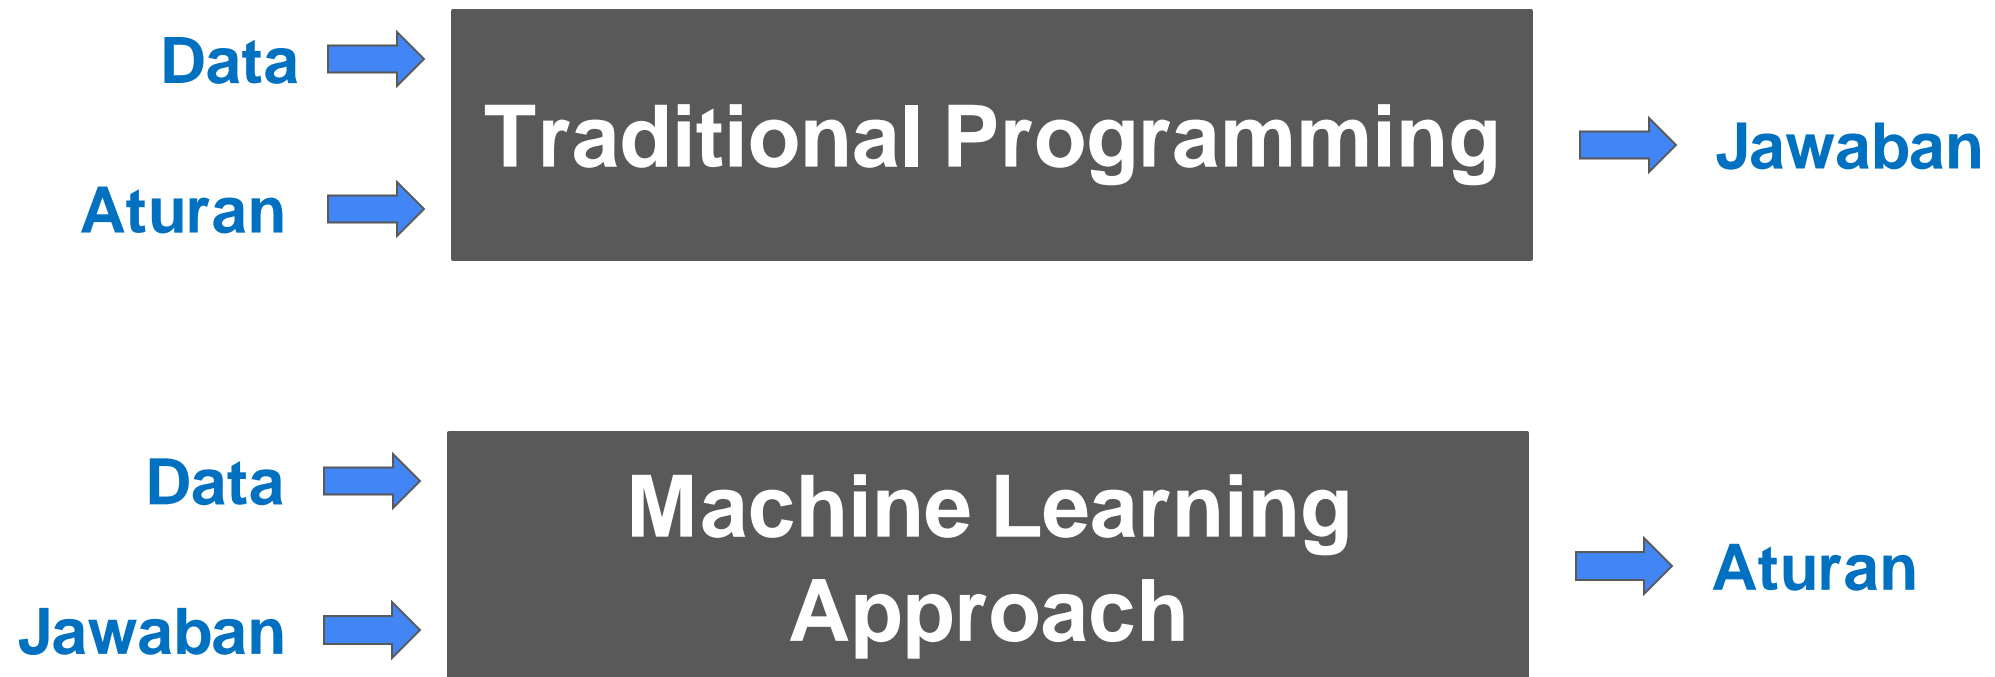 Data
Traditional Programming
Jawaban
Aturan
Data
Machine Learning
Approach
Aturan
Jawaban